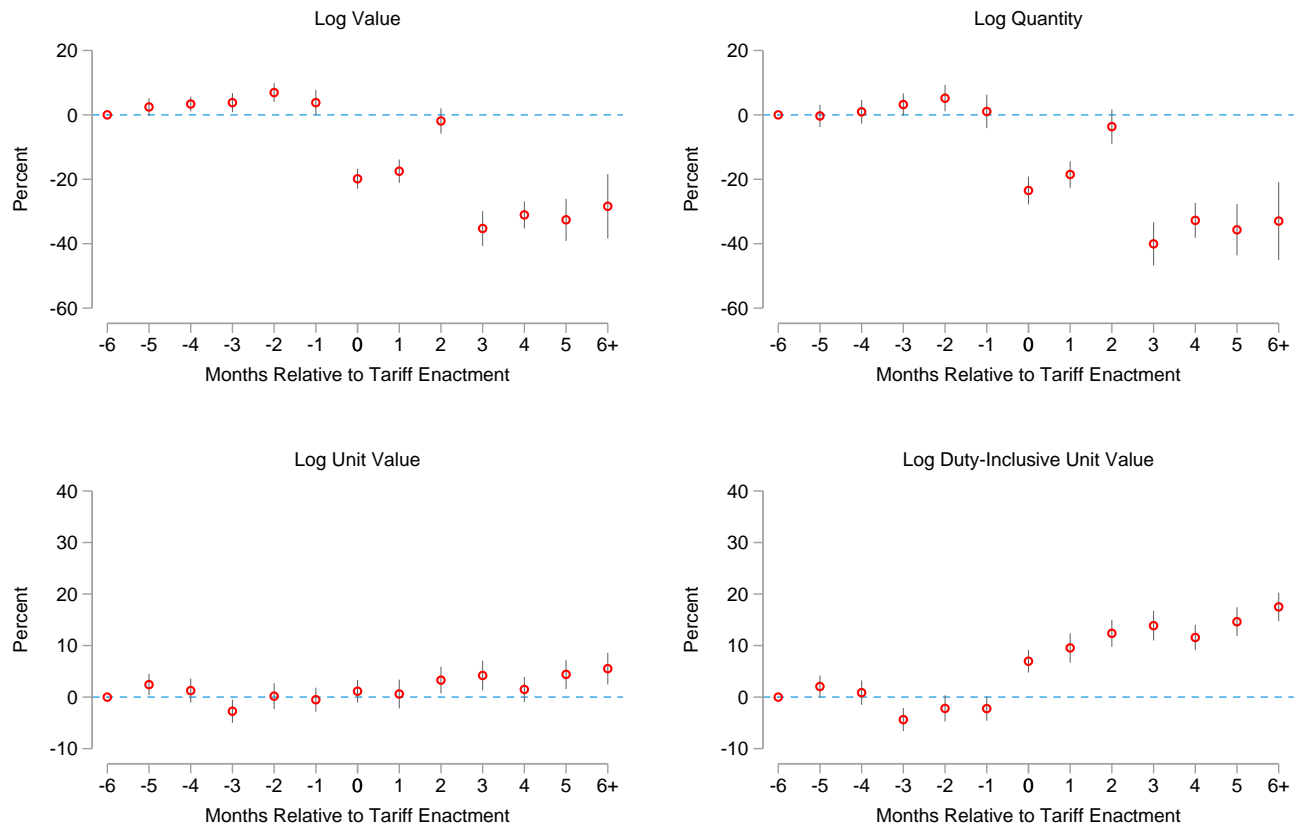 Log Value
Percent
20
0
-20
-40
-60
-6 -5 -4 -3 -2 -1 0 1 2 3 4 5 6+
Months Relative to Tariff Enactment
Log Quantity
Percent
20
0
-20
-40
-60
-6 -5 -4 -3 -2 -1 0 1 2 3 4 5 6+
Months Relative to Tariff Enactment
Log Unit Value
Percent
40
30
20
10
0
-10
-6 -5 -4 -3 -2 -1 0 1 2 3 4 5 6+
Months Relative to Tariff Enactment
Log Duty-Inclusive Unit Value
Percent
40
30
20
10
0
-10
-6 -5 -4 -3 -2 -1 0 1 2 3 4 5 6+
Months Relative to Tariff Enactment